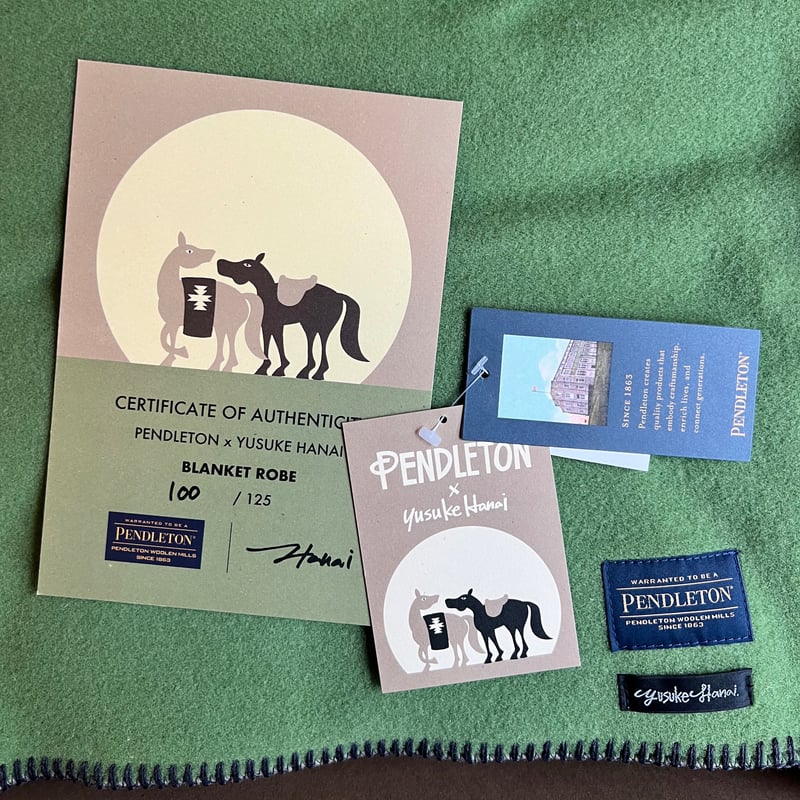 CERTIFICATE OF AUTHENTICIT
PENDLETON x YUSUKE HANAI
BLANKET ROBE
100 / 125
WARRANTED TO BE A
PENDLETON®
PENDLETON WOOLEN MILLS
SINCE 1863
Hanai
PENDLETON
x
Yusuke Hanai
SINCE 1863
Pendleton creates
quality products that
embody craftsmanship,
enrich lives, and
connect generations.
PENDLETON®
WARRANTED TO BE A
PENDLETON®
PENDLETON WOOLEN MILLS
SINCE 1863
Yusuke Hanai.